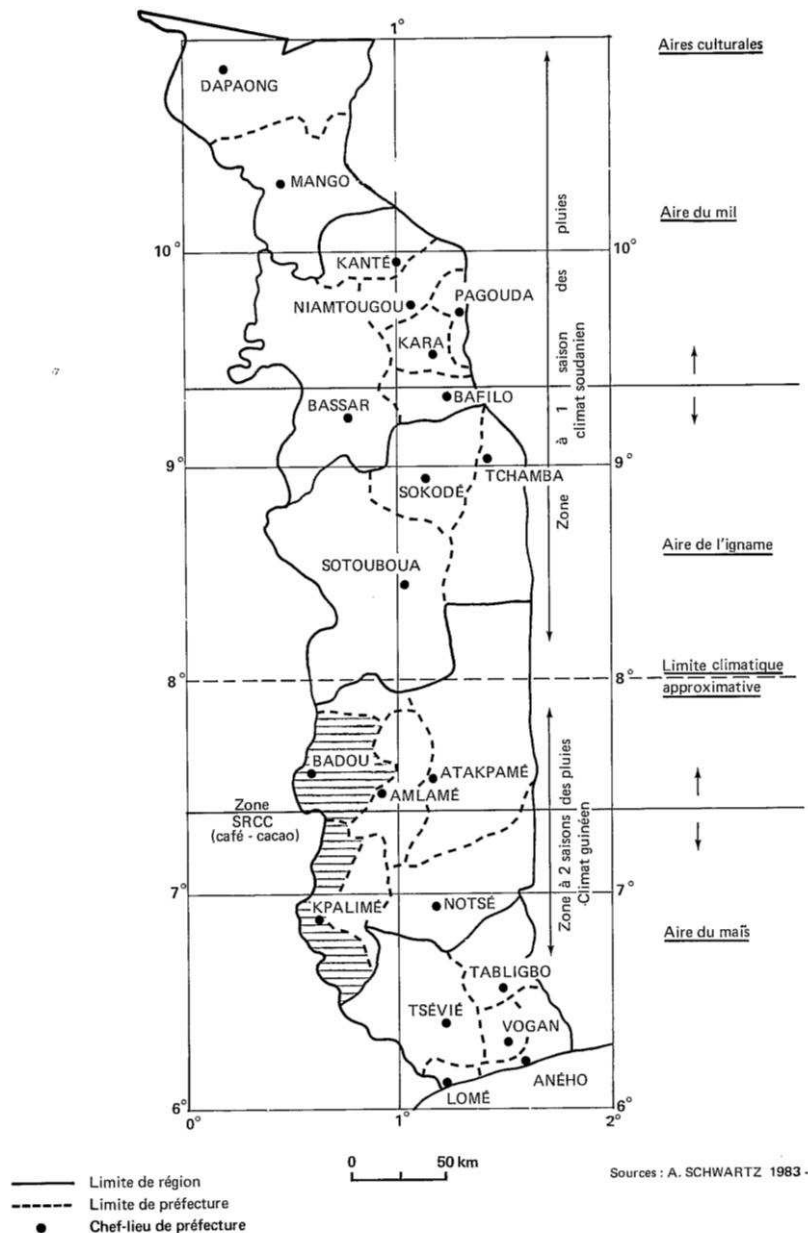 1°
Aires culturales
DAPAONG
MANGO
Aire du mil
10°
10°
KANTÉ
NIAMTOUGOU
PAGOUDA
KARA
BAFILO
BASSAR
9°
9°
TCHAMBA
SOKODÉ
Zone à 1 saison des pluies
climat soudanien
Aire de l'igname
SOTOUBOUA
8°
8°
Limite climatique
approximative
BADOU
ATAKPAMÉ
AMLAMÉ
Zone
SRCC
(café - cacao)
Zone à 2 saisons des pluies
Climat guinéen
7°
7°
KPALIMÉ
NOTSÉ
Aire du maïs
TABLIGBO
TSÉVIÉ
VOGAN
ANÉHO
LOMÉ
6°
6°
0°
1°
2°
0 50 km
Sources : A. SCHWARTZ 1983 -
Limite de région
Limite de préfecture
Chef-lieu de préfecture